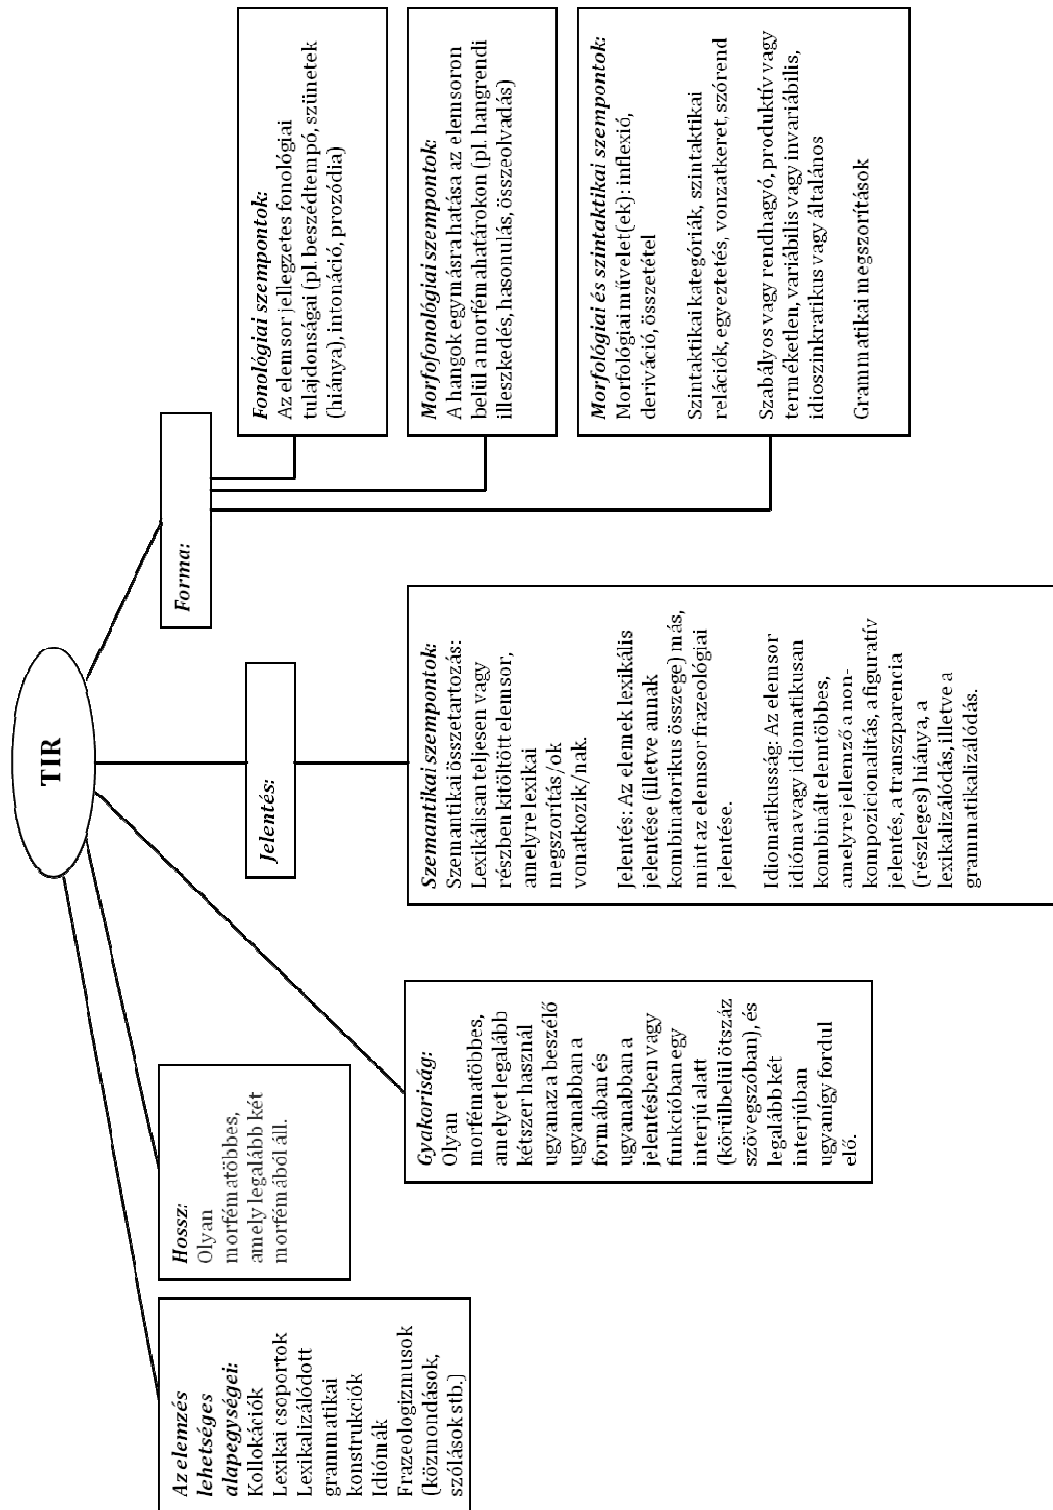 TIR
Az elemzés
lehetséges
alapegységei:
Kollokációk
Lexikai csoportok
Lexikalizálódott
grammatikai
konstrukciók
Idiómák
Frazeologizmusok
(közmondások,
szólások stb.)
Hossz:
Olyan
morfématöbbes,
amely legalább két
morfémából áll.
Gyakoriság:
Olyan
morfématöbbes,
amelyet legalább
kétszer használ
ugyanaz a beszélő
ugyanabban a
formában és
ugyanabban a
jelentésben vagy
funkcióban egy
interjú alatt
(körülbelül ötszáz
szövegszóban), és
legalább két
interjúban
ugyanígy fordul
elő.
Jelentés:
Szemantikai szempontok:
Szemantikai összetartozás:
Lexikálisan teljesen vagy
részben kitöltött elemsor,
amelyre lexikai
megszorítás/ok
vonatkozik/nak.
Jelentés: Az elemek lexikális
jelentése (illetve annak
kombinatorikus összege) más,
mint az elemsor frazeológiai
jelentése.
Idiomatikusság: Az elemsor
idióma vagy idiomatikusan
kombinált elemtöbbes,
amelyre jellemző a non-
kompozicionalitás, a figuratív
jelentés, a transzparencia
(részleges) hiánya, a
lexikalizálódás, illetve a
grammatikalizálódás.
Forma:
Fonológiai szempontok:
Az elemsor jellegzetes fonológiai
tulajdonságai (pl. beszédtempó, szünetek
(hiánya), intonáció, prozódia)
Morfofonológiai szempontok:
A hangok egymásra hatása az elemsoron
belül a morfémahatárokon (pl. hangrendi
illeszkedés, hasonulás, összeolvadás)
Morfológiai és szintaktikai szempontok:
Morfológiai művelet(ek): inflexió,
deriváció, összetétel
Szintaktikai kategóriák, szintaktikai
relációk, egyeztetés, vonzatkeret, szórend
Szabályos vagy rendhagyó, produktív vagy
terméketlen, variábilis vagy invariábilis,
idioszinkratikus vagy általános
Grammatikai megszorítások